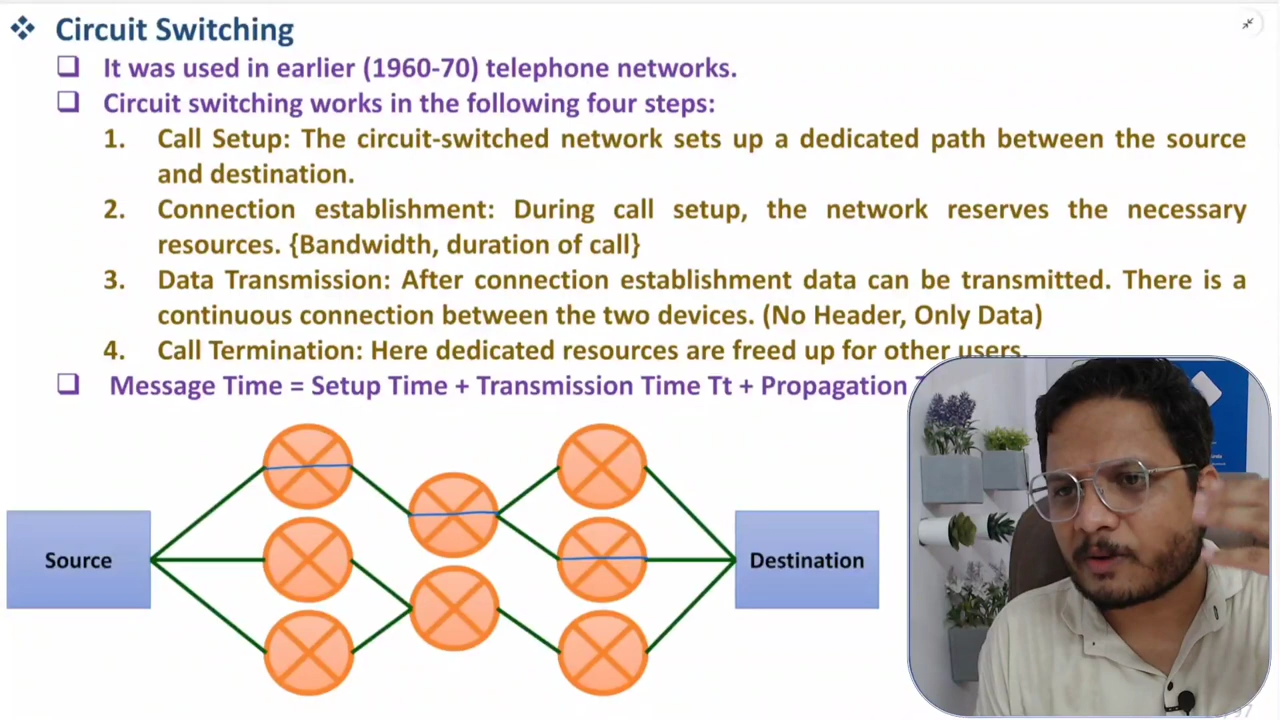 ❖ Circuit Switching
❑ It was used in earlier (1960-70) telephone networks.
❑ Circuit switching works in the following four steps:
1. Call Setup: The circuit-switched network sets up a dedicated path between the source
and destination.
2. Connection establishment: During call setup, the network reserves the necessary
resources. {Bandwidth, duration of call}
3. Data Transmission: After connection establishment data can be transmitted. There is a
continuous connection between the two devices. (No Header, Only Data)
4. Call Termination: Here dedicated resources are freed up for other users.
❑ Message Time = Setup Time + Transmission Time Tt + Propagation
Source
Destination